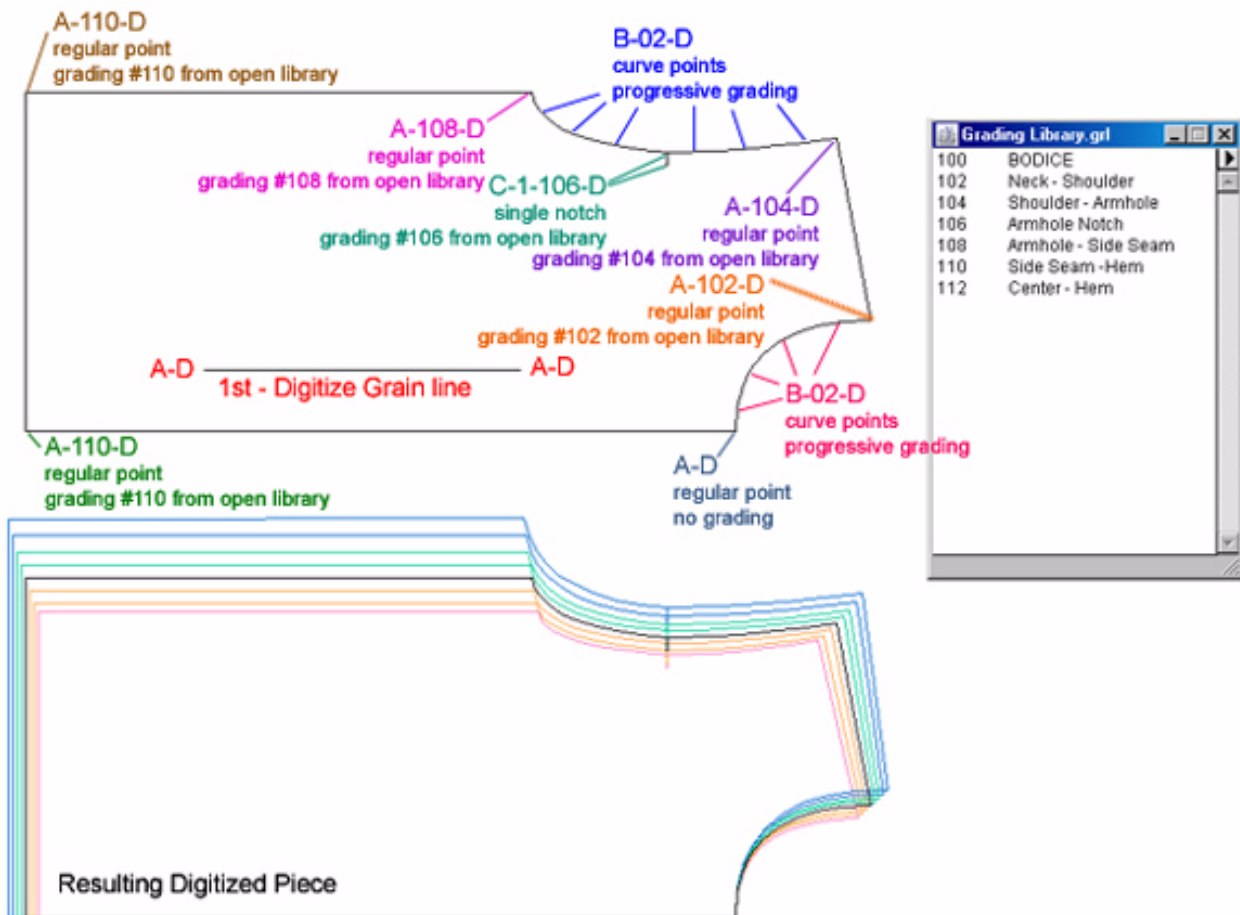 A-110-D
regular point
grading #110 from open library
B-02-D
curve points
progressive grading
A-108-D
regular point
grading #108 from open library
C-1-106-D
single notch
grading #106 from open library
A-104-D
regular point
grading #104 from open library
A-102-D
regular point
grading #102 from open library
A-D
A-D
1st - Digitize Grain line
B-02-D
curve points
progressive grading
A-110-D
regular point
grading #110 from open library
A-D
regular point
no grading
Grading Library.grl
100 BODICE
102 Neck - Shoulder
104 Shoulder - Armhole
106 Armhole Notch
108 Armhole - Side Seam
110 Side Seam -Hem
112 Center - Hem
Resulting Digitized Piece